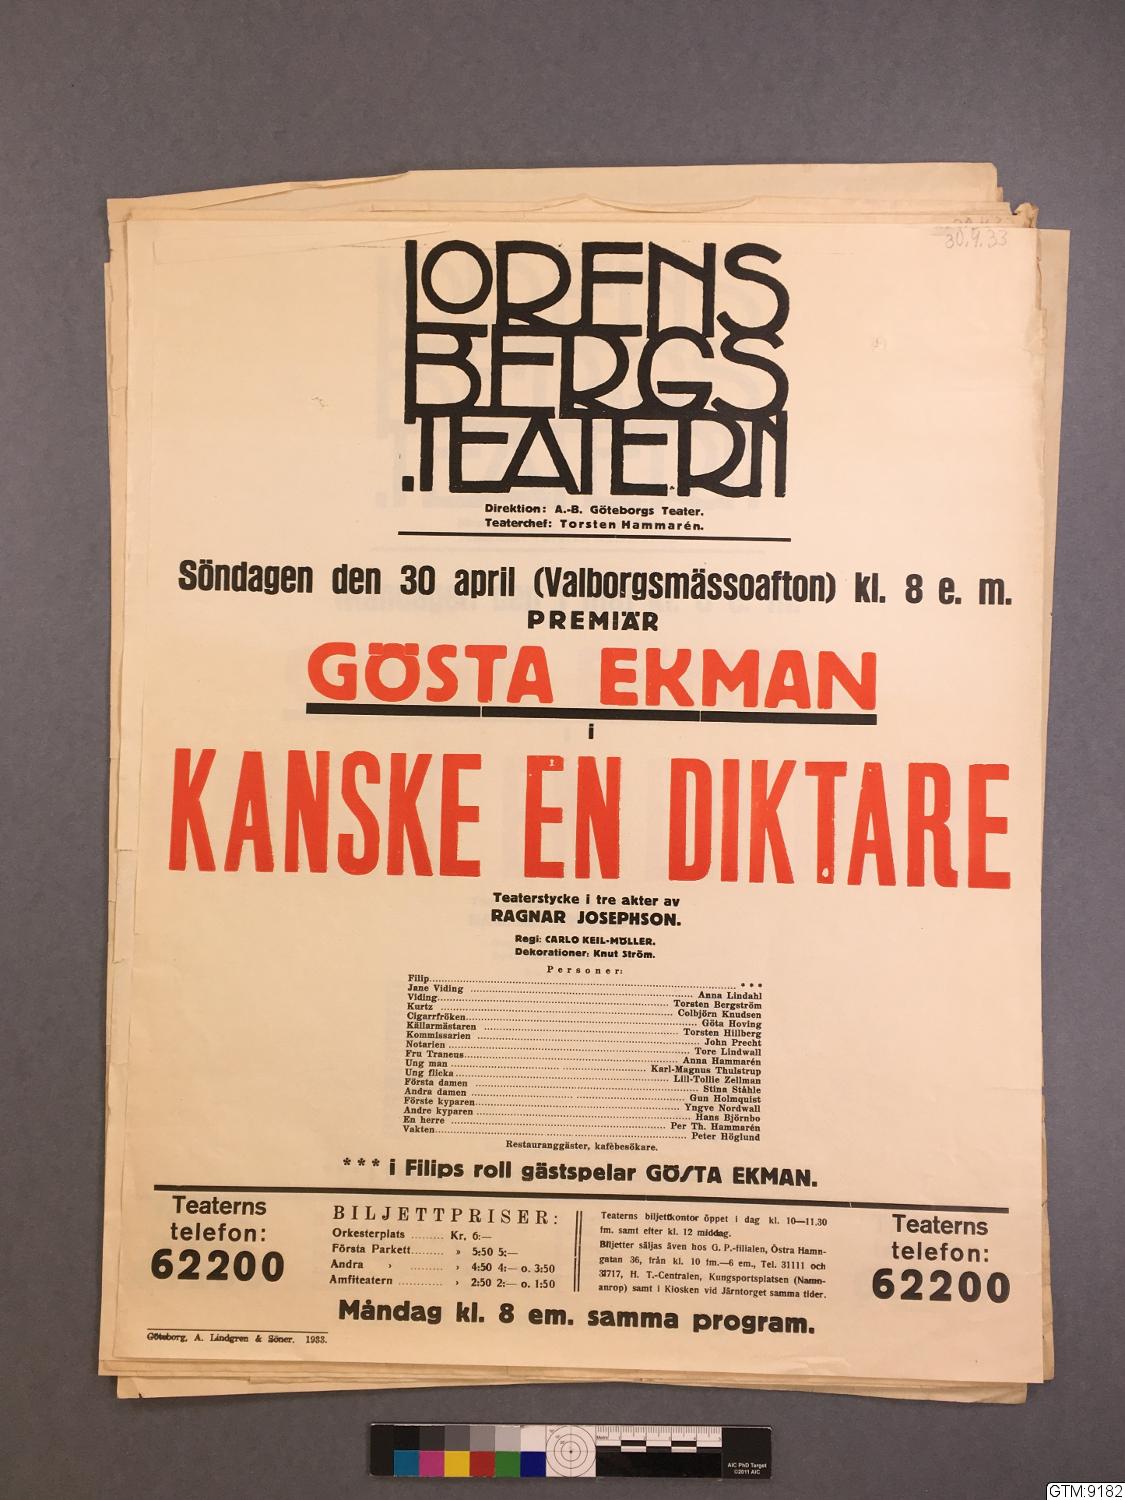 30.4.33
LORENS
BERGS
.TEATERN
Direktion: A.-B. Göteborgs Teater.
Teaterchef: Torsten Hammarén.
Söndagen den 30 april (Valborgsmässoafton) kl. 8 e. m.
PREMIÄR
GÖSTA EKMAN
i
KANSKE EN DIKTARE
Teaterstycke i tre akter av
RAGNAR JOSEPHSON.
Regi: CARLO KEIL-MÖLLER.
Dekorationer: Knut Ström.
Personer:
Filip ... * * *
Jane Viding ... Anna Lindahl
Viding ... Torsten Bergström
Kurtz ... Colbjörn Knudsen
Cigarrfröken ... Göta Hoving
Källarmästaren ... Torsten Hillberg
Kommissarien ... John Precht
Notarien ... Tore Lindwall
Fru Traneus ... Anna Hammarén
Ung man ... Karl-Magnus Thulstrup
Ung flicka ... Lill-Tollie Zellman
Första damen ... Stina Ståhle
Andra damen ... Gun Holmquist
Förste kyparen ... Yngve Nordwall
Andre kyparen ... Hans Björnbo
En herre ... Per Th. Hammarén
Vakten ... Peter Höglund
Restauranggäster, kafébesökare.
* * * i Filips roll gästspelar GÖSTA EKMAN.
Teaterns
telefon:
62200
BILJETTPRISER:
Orkesterplats ... Kr. 6:—
Första Parkett ... » 5:50 5:—
Andra » ... » 4:50 4:— o. 3:50
Amfiteatern ... » 2:50 2:— o. 1:50
Teaterns biljettkontor öppet i dag kl. 10—11.30
fm. samt efter kl. 12 middag.
Biljetter säljas även hos G. P.-filialen, Östra Hamn-
gatan 36, från kl. 10 fm.—6 em., Tel. 31111 och
31717, H. T.-Centralen, Kungsportsplatsen (Namn-
anrop) samt i Kiosken vid Järntorget samma tider.
Teaterns
telefon:
62200
Måndag kl. 8 em. samma program.
Göteborg, A. Lindgren & Söner. 1933.
AIC PhD Target
©2011 AIC
GTM:9182